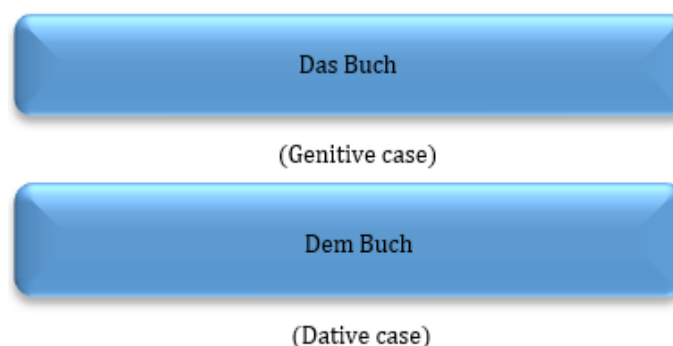 Das Buch
(Genitive case)
Dem Buch
(Dative case)